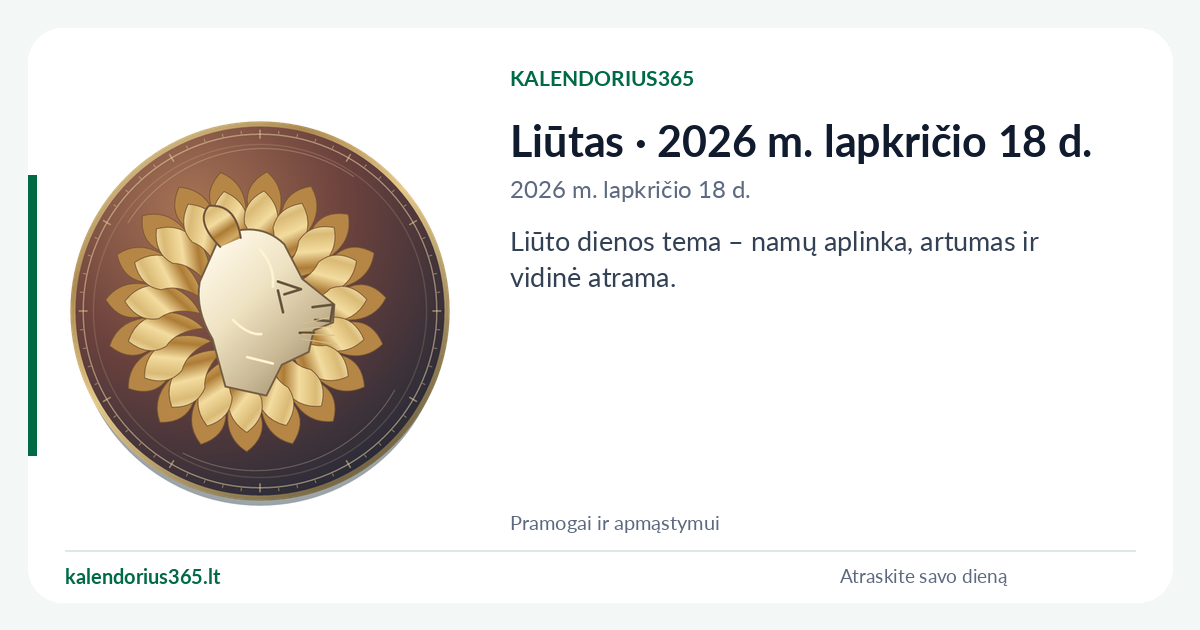 KALENDORIUS365
Liūtas · 2026 m. lapkričio 18 d.
2026 m. lapkričio 18 d.
Liūto dienos tema – namų aplinka, artumas ir
vidinė atrama.
Pramogai ir apmąstymui
kalendorius365.lt
Atraskite savo dieną